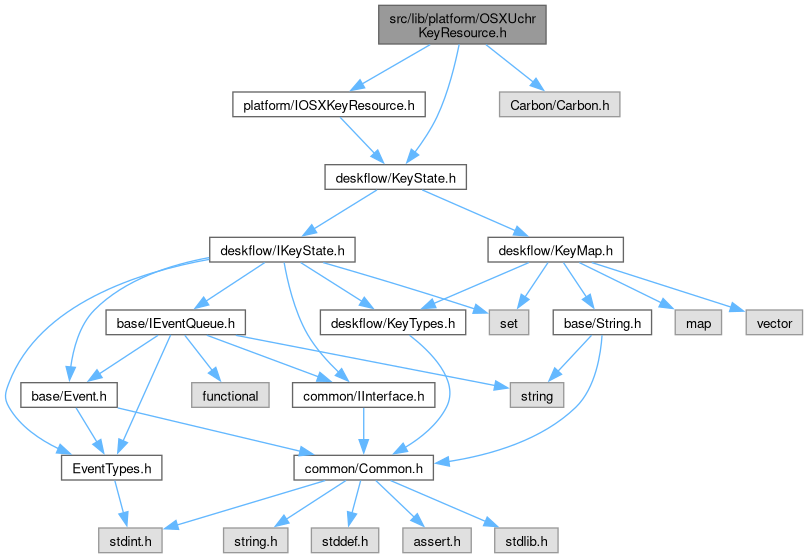 src/lib/platform/OSXUchr
KeyResource.h
platform/IOSXKeyResource.h
Carbon/Carbon.h
deskflow/KeyState.h
deskflow/IKeyState.h
deskflow/KeyMap.h
base/IEventQueue.h
deskflow/KeyTypes.h
set
base/String.h
map
vector
base/Event.h
functional
common/IInterface.h
string
EventTypes.h
common/Common.h
stdint.h
string.h
stddef.h
assert.h
stdlib.h